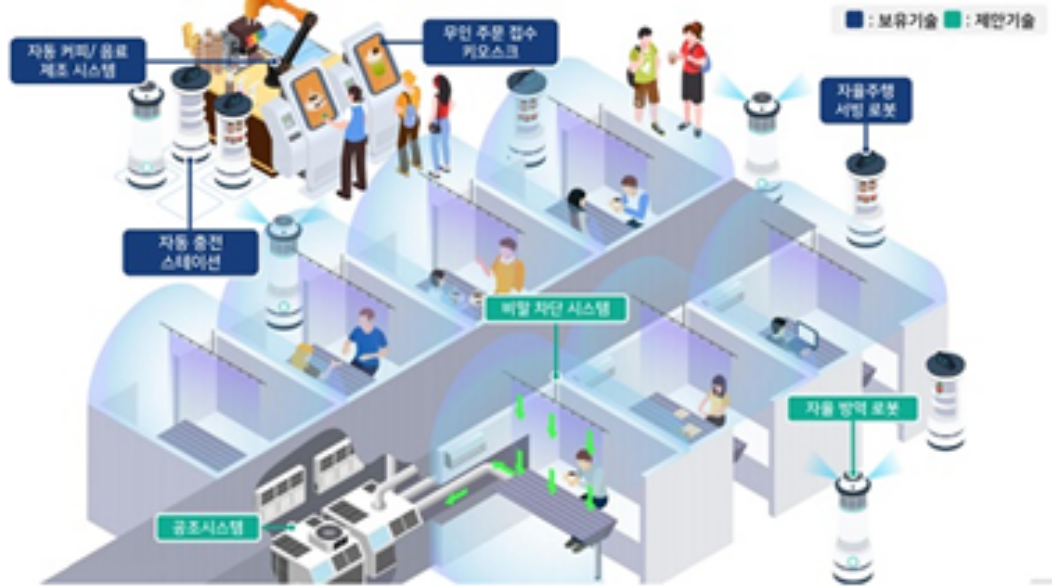 : 보유기술 : 제안기술
무인 주문 접수
키오스크
자동 커피/ 음료
제조 시스템
자율주행
서빙 로봇
자동 충전
스테이션
비말 차단 시스템
자율 방역 로봇
공조시스템